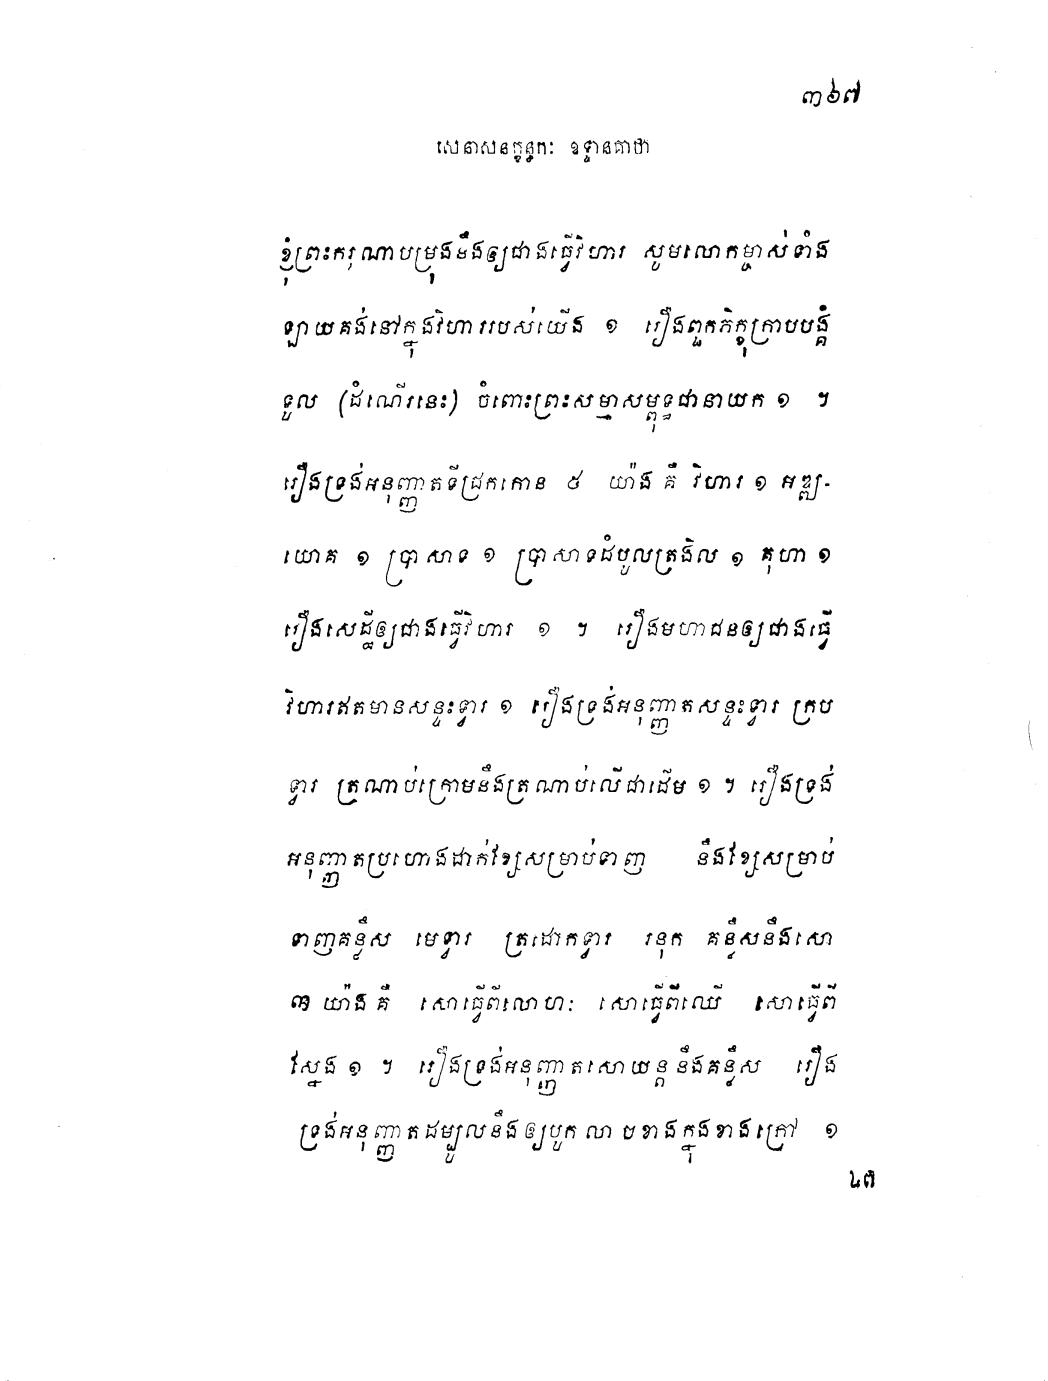 ៣៦៧
សេនាសនក្ខន្ធកៈ ឧទ្ទានគាថា
ខ្ញុំព្រះករុណាបម្រុងនឹងឲ្យជាងធ្វើវិហារ សូមលោកម្ចាស់ទាំង
ឡាយគង់នៅក្នុងវិហាររបស់យើង ១ រឿងពួកភិក្ខុក្រាបបង្គំ
ទូល (ដំណើរនេះ) ចំពោះព្រះសម្មាសម្ពុទ្ធជានាយក ១ ។
រឿងទ្រង់អនុញ្ញាតទីជ្រកកោន ៥ យ៉ាង គឺ វិហារ ១ អឌ្ឍ-
យោគ ១ ប្រាសាទ ១ ប្រាសាទដំបូលត្រងិល ១ គុហា ១
រឿងសេដ្ឋីឲ្យជាងធ្វើវិហារ ១ ។ រឿងមហាជនឲ្យជាងធ្វើ
វិហារឥតមានសន្ទះទ្វារ ១ រឿងទ្រង់អនុញ្ញាតសន្ទះទ្វារ ក្រប
ទ្វារ ត្រណាប់ក្រោមនឹងត្រណាប់លើជាដើម ១ ។ រឿងទ្រង់
អនុញ្ញាតប្រហោងដាក់ខ្សែសម្រាប់ទាញ នឹងខ្សែសម្រាប់
ទាញគន្លឹស មេទ្វារ ត្រដោកទ្វារ រនុក គន្លឹសនឹងសោ
៣ យ៉ាង គឺ សោធ្វើពីលោហៈ សោធ្វើពីឈើ សោធ្វើពី
ស្នែង ១ ។ រឿងទ្រង់អនុញ្ញាតសោយន្តនឹងគន្លឹស រឿង
ទ្រង់អនុញ្ញាតដម្បូលនឹងឲ្យបូកលាបខាងក្នុងខាងក្រៅ ១
៤៧